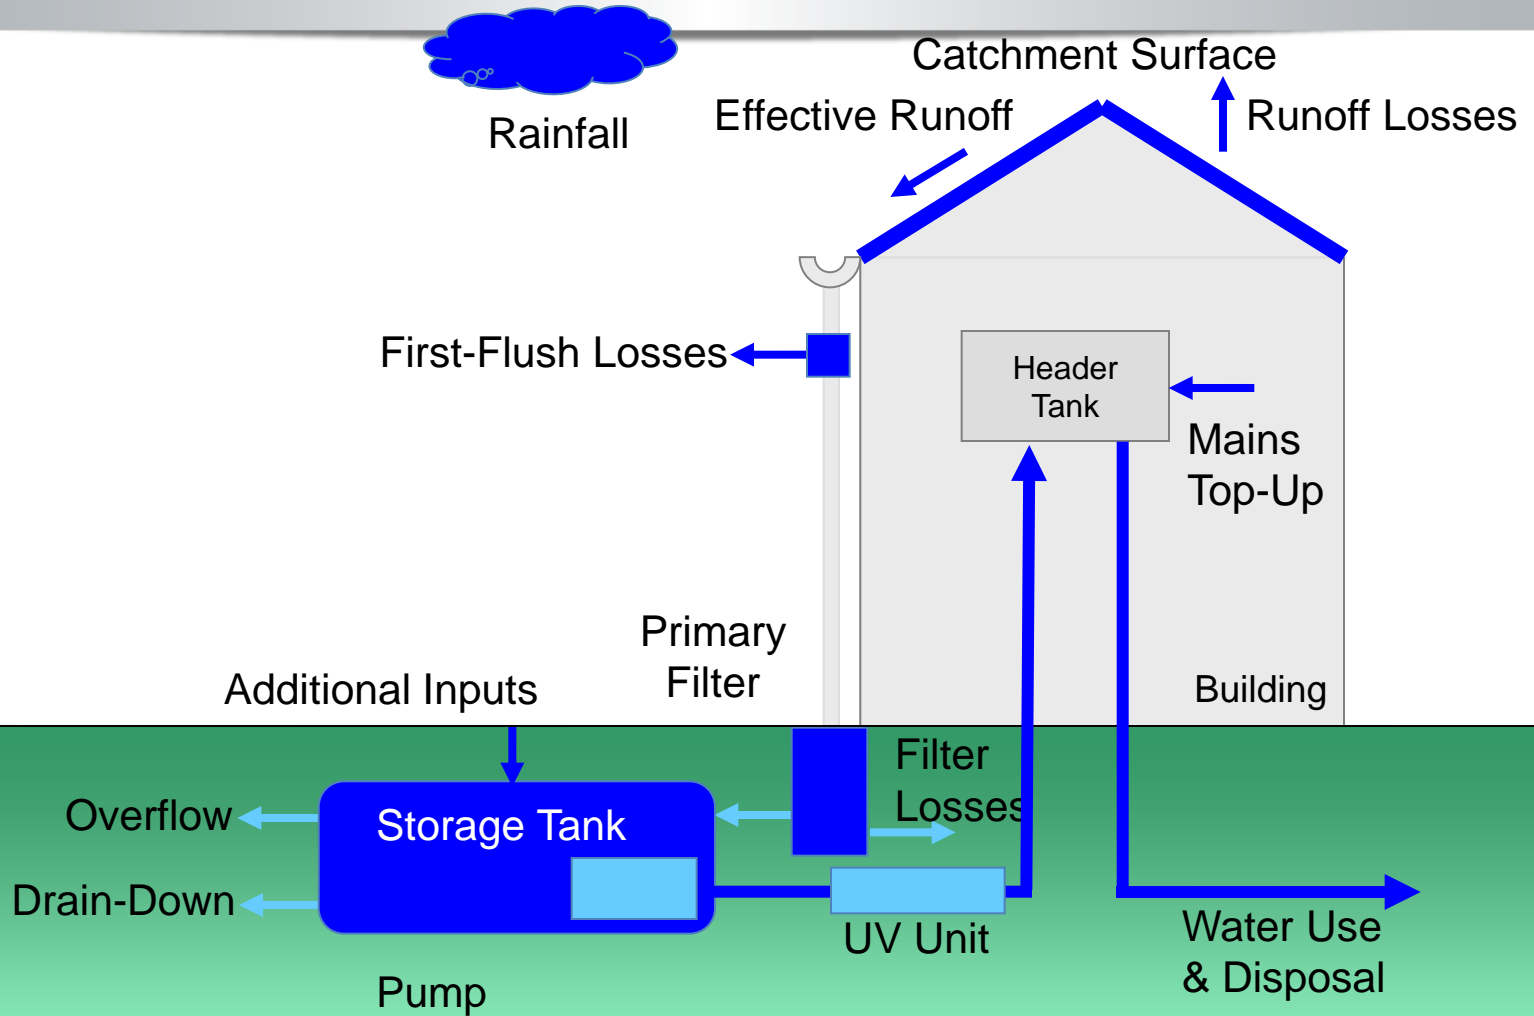 Catchment Surface
Effective Runoff
Runoff Losses
Rainfall
First-Flush Losses
Header
Tank
Mains
Top-Up
Primary
Filter
Additional Inputs
Building
Filter
Losses
Overflow
Storage Tank
Drain-Down
UV Unit
Water Use
& Disposal
Pump